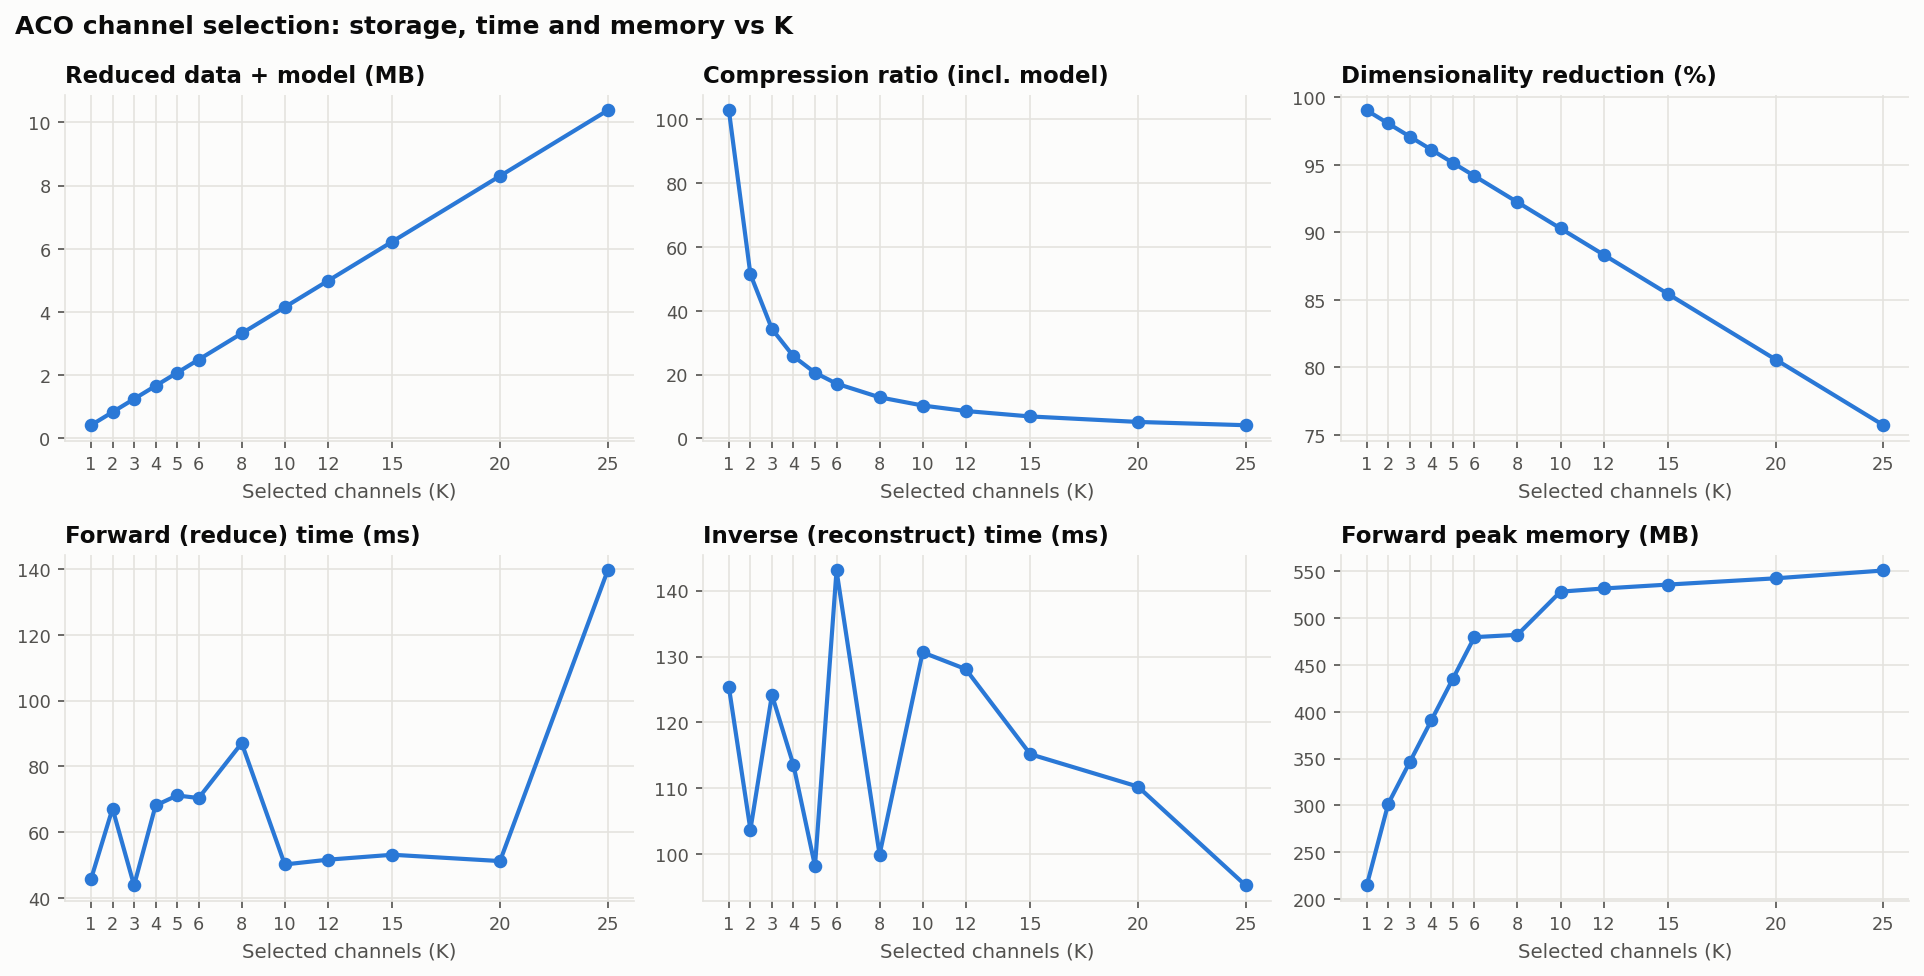 ACO channel selection: storage, time and memory vs K
Reduced data + model (MB)
10
8
6
4
2
0
1 2 3 4 5 6 8 10 12 15 20 25
Selected channels (K)
Compression ratio (incl. model)
100
80
60
40
20
0
1 2 3 4 5 6 8 10 12 15 20 25
Selected channels (K)
Dimensionality reduction (%)
100
95
90
85
80
75
1 2 3 4 5 6 8 10 12 15 20 25
Selected channels (K)
Forward (reduce) time (ms)
140
120
100
80
60
40
1 2 3 4 5 6 8 10 12 15 20 25
Selected channels (K)
Inverse (reconstruct) time (ms)
140
130
120
110
100
1 2 3 4 5 6 8 10 12 15 20 25
Selected channels (K)
Forward peak memory (MB)
550
500
450
400
350
300
250
200
1 2 3 4 5 6 8 10 12 15 20 25
Selected channels (K)